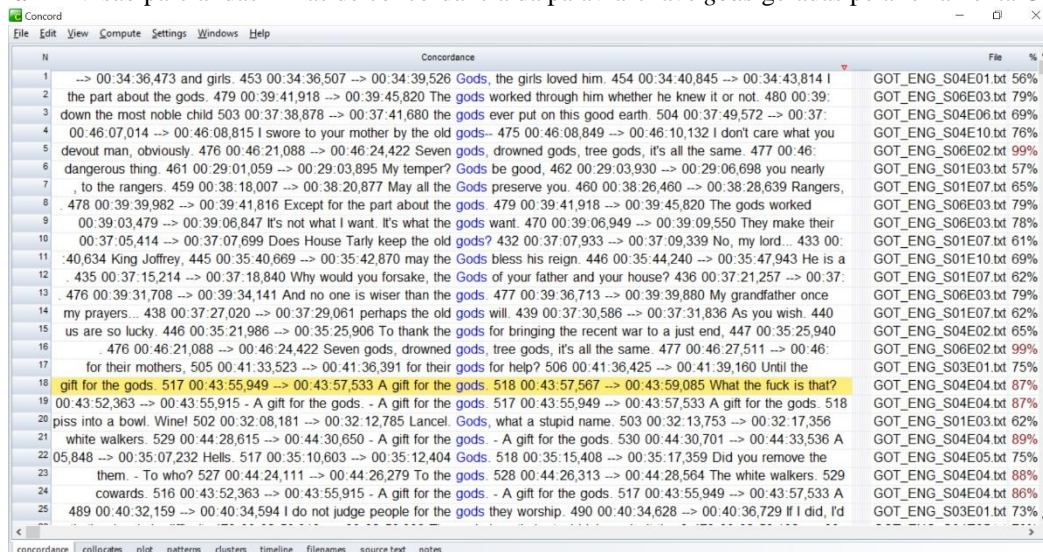 Concord
File Edit View Compute Settings Windows Help
N Concordance File %
1 --> 00:34:36,473 and girls. 453 00:34:36,507 --> 00:34:39,526 Gods, the girls loved him. 454 00:34:40,845 --> 00:34:43,814 I GOT_ENG_S04E01.txt 56%
2 the part about the gods. 479 00:39:41,918 --> 00:39:45,820 The gods worked through him whether he knew it or not. 480 00:39: GOT_ENG_S06E03.txt 79%
3 down the most noble child 503 00:37:38,878 --> 00:37:41,680 the gods ever put on this good earth. 504 00:37:49,572 --> 00:37: GOT_ENG_S04E06.txt 69%
4 00:46:07,014 --> 00:46:08,815 I swore to your mother by the old gods-- 475 00:46:08,849 --> 00:46:10,132 I don't care what you GOT_ENG_S04E10.txt 76%
5 devout man, obviously. 476 00:46:21,088 --> 00:46:24,422 Seven gods, drowned gods, tree gods, it's all the same. 477 00:46: GOT_ENG_S06E02.txt 99%
6 dangerous thing. 461 00:29:01,059 --> 00:29:03,895 My temper? Gods be good, 462 00:29:03,930 --> 00:29:06,698 you nearly GOT_ENG_S01E03.txt 57%
7 , to the rangers. 459 00:38:18,007 --> 00:38:20,877 May all the Gods preserve you. 460 00:38:26,460 --> 00:38:28,639 Rangers, GOT_ENG_S01E07.txt 65%
8 . 478 00:39:39,982 --> 00:39:41,816 Except for the part about the gods. 479 00:39:41,918 --> 00:39:45,820 The gods worked GOT_ENG_S06E03.txt 79%
9 00:39:03,479 --> 00:39:06,847 It's not what I want. It's what the gods want. 470 00:39:06,949 --> 00:39:09,550 They make their GOT_ENG_S06E03.txt 78%
10 00:37:05,414 --> 00:37:07,699 Does House Tarly keep the old gods? 432 00:37:07,933 --> 00:37:09,339 No, my lord... 433 00: GOT_ENG_S01E07.txt 61%
11 :40,634 King Joffrey, 445 00:35:40,669 --> 00:35:42,870 may the Gods bless his reign. 446 00:35:44,240 --> 00:35:47,943 He is a GOT_ENG_S01E10.txt 69%
12 . 435 00:37:15,214 --> 00:37:18,840 Why would you forsake, the Gods of your father and your house? 436 00:37:21,257 --> 00:37: GOT_ENG_S01E07.txt 62%
13 . 476 00:39:31,708 --> 00:39:34,141 And no one is wiser than the gods. 477 00:39:36,713 --> 00:39:39,880 My grandfather once GOT_ENG_S06E03.txt 79%
14 my prayers... 438 00:37:27,020 --> 00:37:29,061 perhaps the old gods will. 439 00:37:30,586 --> 00:37:31,836 As you wish. 440 GOT_ENG_S01E07.txt 62%
15 us are so lucky. 446 00:35:21,986 --> 00:35:25,906 To thank the gods for bringing the recent war to a just end, 447 00:35:25,940 GOT_ENG_S04E02.txt 65%
16 . 476 00:46:21,088 --> 00:46:24,422 Seven gods, drowned gods, tree gods, it's all the same. 477 00:46:27,511 --> 00:46: GOT_ENG_S06E02.txt 99%
17 for their mothers, 505 00:41:33,523 --> 00:41:36,391 for their gods for help? 506 00:41:36,425 --> 00:41:39,160 Until the GOT_ENG_S03E01.txt 75%
18 gift for the gods. 517 00:43:55,949 --> 00:43:57,533 A gift for the gods. 518 00:43:57,567 --> 00:43:59,085 What the fuck is that? GOT_ENG_S04E04.txt 87%
19 00:43:52,363 --> 00:43:55,915 - A gift for the gods. - A gift for the gods. 517 00:43:55,949 --> 00:43:57,533 A gift for the gods. 518 GOT_ENG_S04E04.txt 87%
20 piss into a bowl. Wine! 502 00:32:08,181 --> 00:32:12,785 Lancel. Gods, what a stupid name. 503 00:32:13,753 --> 00:32:17,356 GOT_ENG_S01E03.txt 62%
21 white walkers. 529 00:44:28,615 --> 00:44:30,650 - A gift for the gods. - A gift for the gods. 530 00:44:30,701 --> 00:44:33,536 A GOT_ENG_S04E04.txt 89%
22 05,848 --> 00:35:07,232 Hells. 517 00:35:10,603 --> 00:35:12,404 Gods. 518 00:35:15,408 --> 00:35:17,359 Did you remove the GOT_ENG_S04E05.txt 75%
23 them. - To who? 527 00:44:24,111 --> 00:44:26,279 To the Gods. 528 00:44:26,313 --> 00:44:28,564 The white walkers. 529 GOT_ENG_S04E04.txt 88%
24 cowards. 516 00:43:52,363 --> 00:43:55,915 - A gift for the gods. - A gift for the gods. 517 00:43:55,949 --> 00:43:57,533 A GOT_ENG_S04E04.txt 86%
25 489 00:40:32,159 --> 00:40:34,594 I do not judge people for the gods they worship. 490 00:40:34,628 --> 00:40:36,729 If I did, I'd GOT_ENG_S03E01.txt 73%
concordance collocates plot patterns clusters timeline filenames source text notes